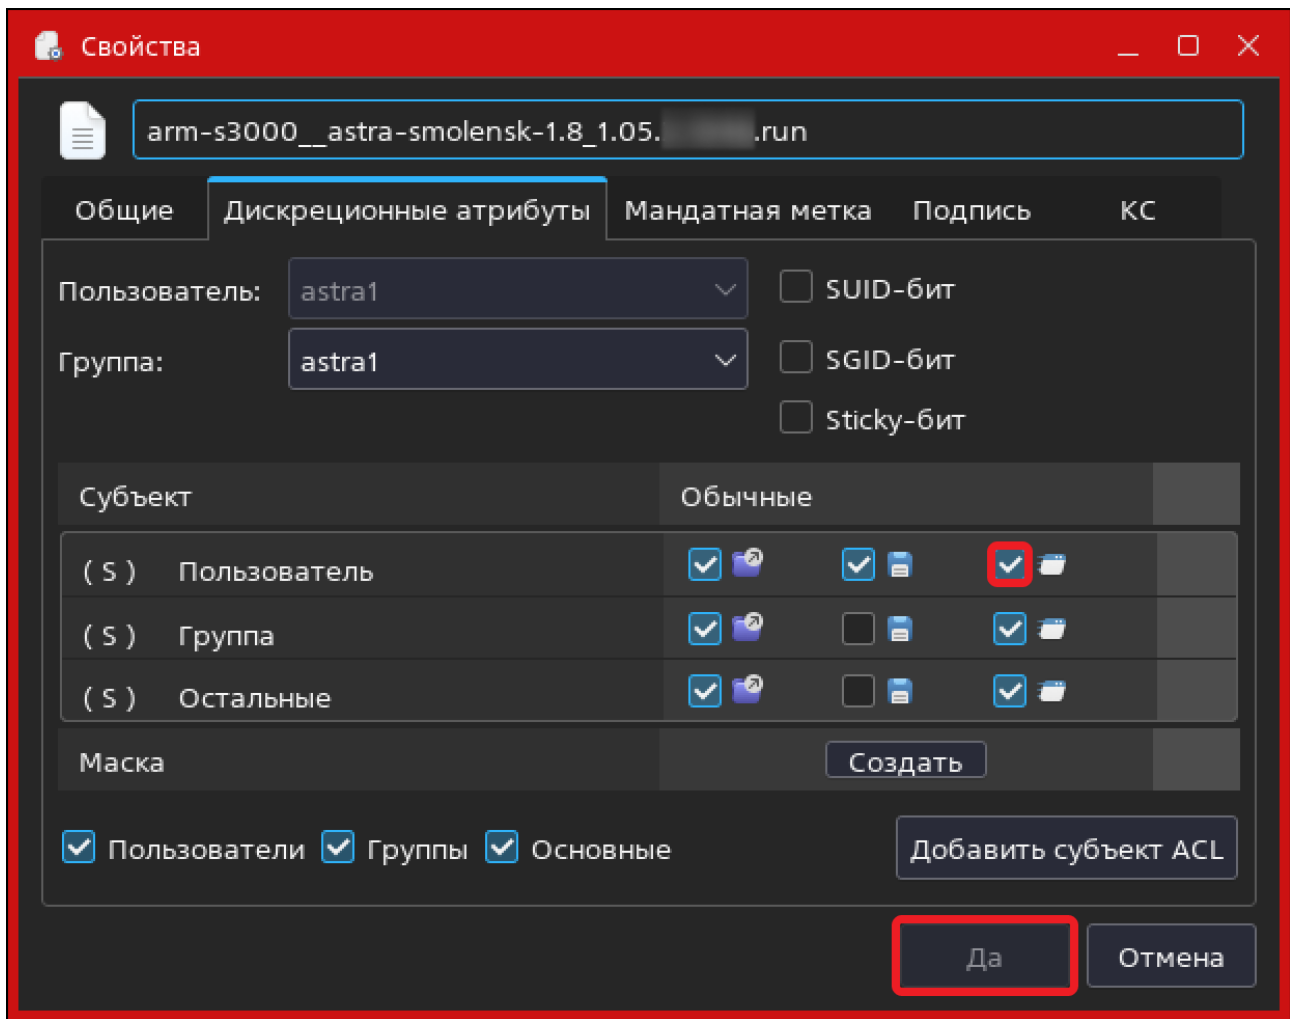 Свойства
arm-s3000__astra-smolensk-1.8_1.05. .run
Общие Дискреционные атрибуты Мандатная метка Подпись КС
Пользователь: astra1 SUID-бит
Группа: astra1 SGID-бит
Sticky-бит
Субъект Обычные
( S ) Пользователь
( S ) Группа
( S ) Остальные
Маска Создать
Пользователи Группы Основные Добавить субъект ACL
Да Отмена